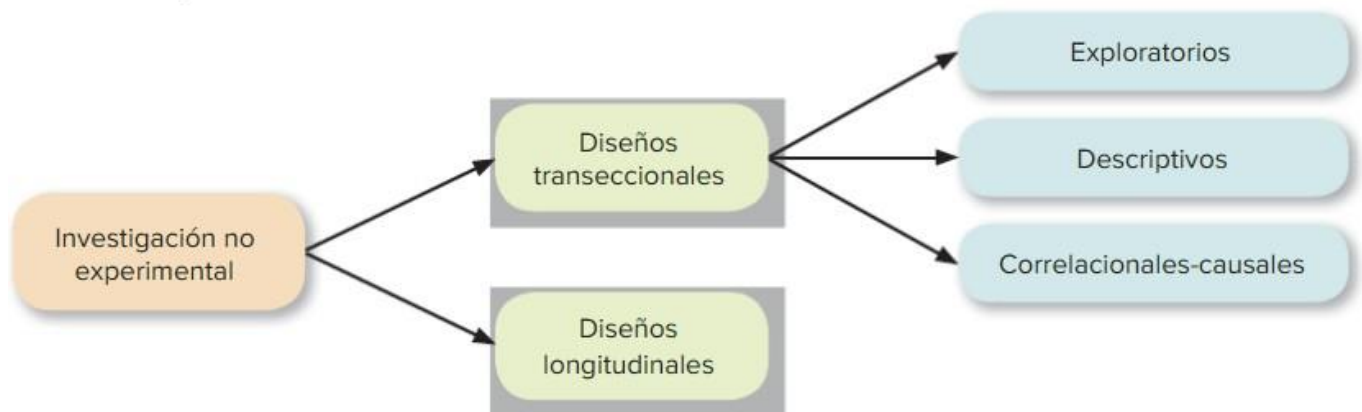 Investigación no
experimental
Diseños
transeccionales
Diseños
longitudinales
Exploratorios
Descriptivos
Correlacionales-causales